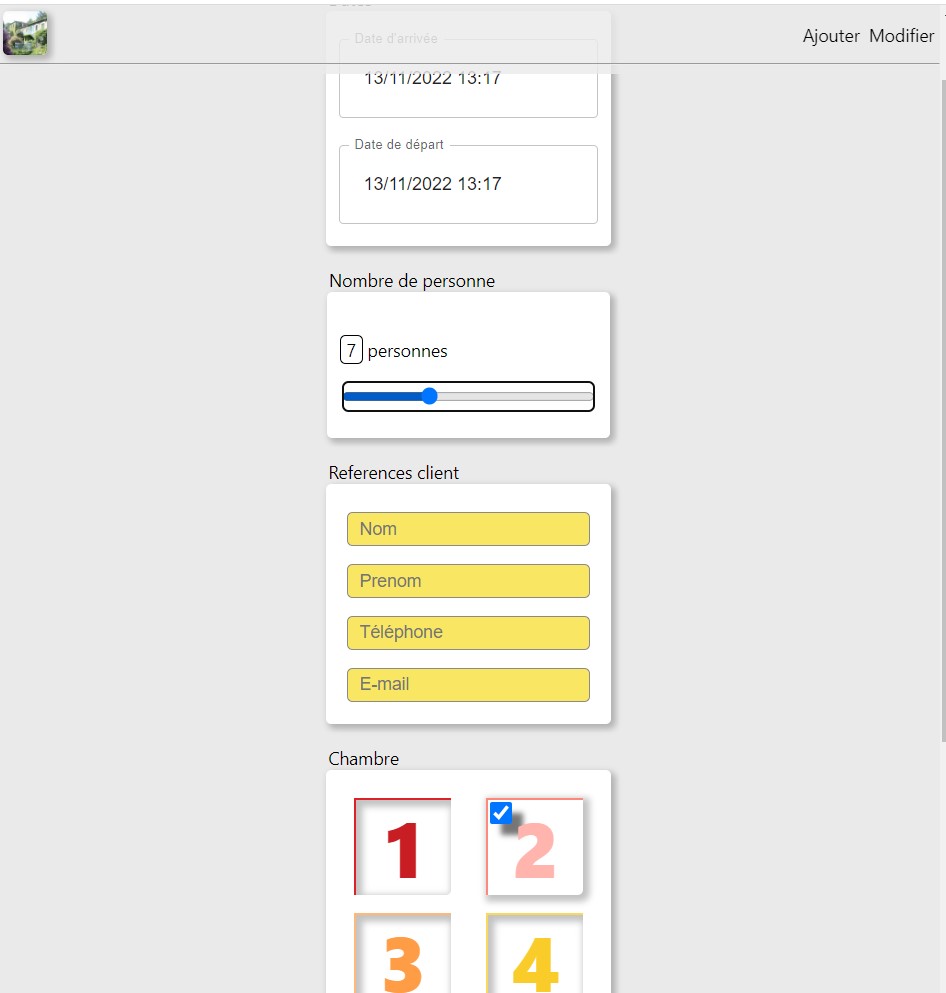 Ajouter Modifier
Date d'arrivée
13/11/2022 13:17
Date de départ
13/11/2022 13:17
Nombre de personne
7 personnes
References client
Nom
Prenom
Téléphone
E-mail
Chambre
1 2
3 4